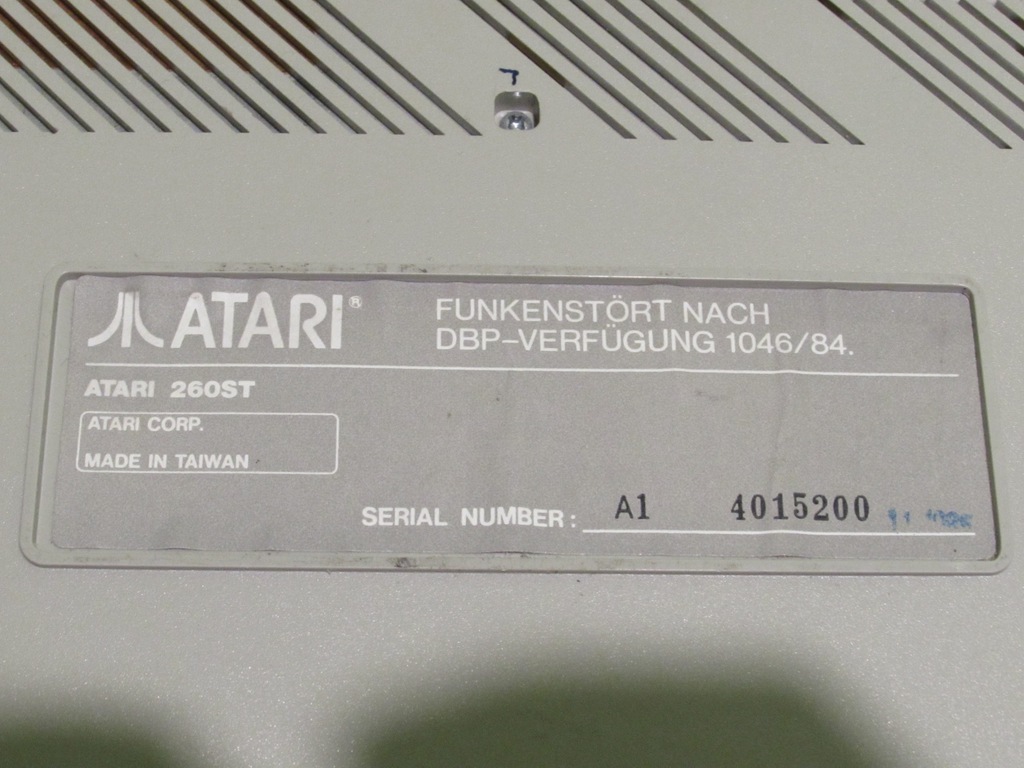 ATARI®
FUNKENSTÖRT NACH
DBP-VERFÜGUNG 1046/84.
ATARI 260ST
ATARI CORP.
MADE IN TAIWAN
SERIAL NUMBER: A1 4015200